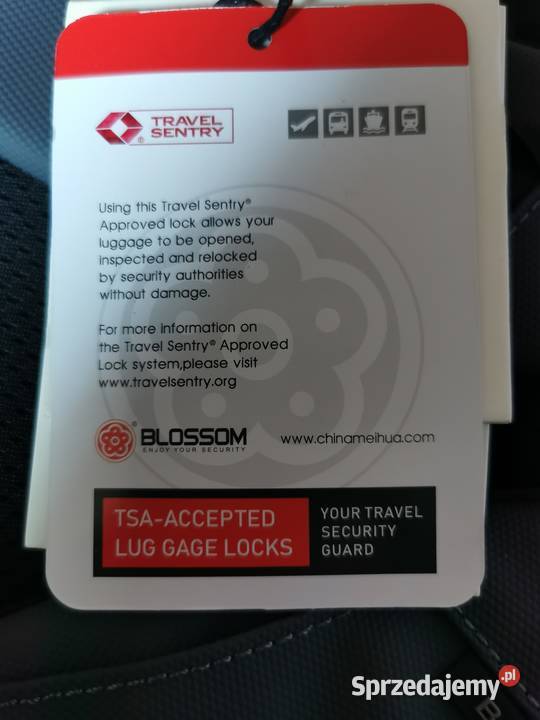 TRAVEL
SENTRY
®
Using this Travel Sentry®
Approved lock allows your
luggage to be opened,
inspected and relocked
by security authorities
without damage.
For more information on
the Travel Sentry® Approved
Lock system,please visit
www.travelsentry.org
BLOSSOM
ENJOY YOUR SECURITY
www.chinameihua.com
TSA-ACCEPTED
LUG GAGE LOCKS
YOUR TRAVEL
SECURITY
GUARD
Sprzedajemy.pl